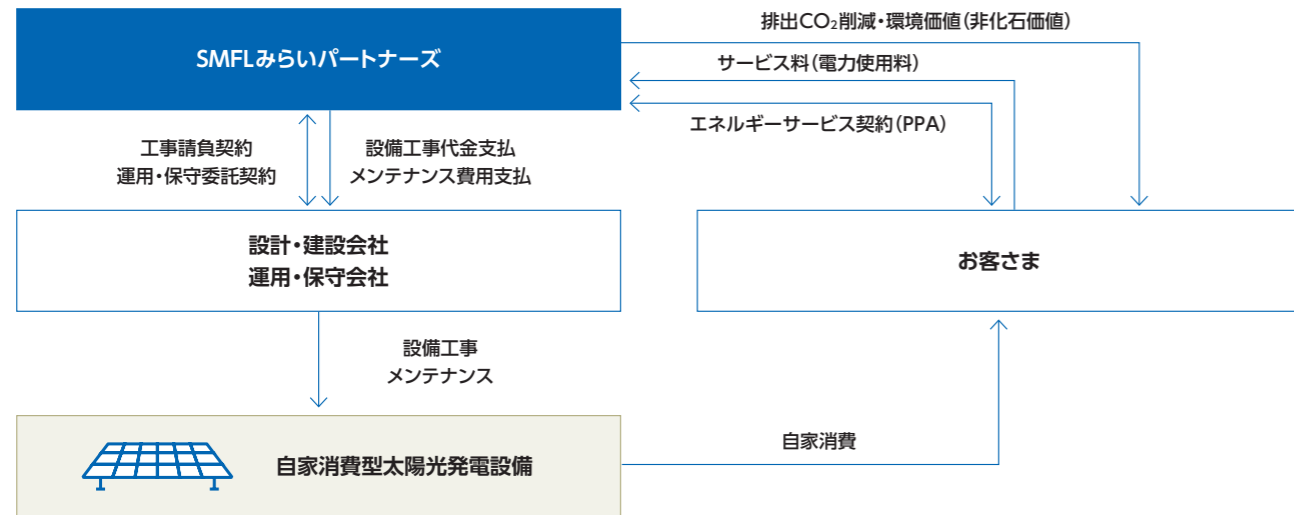 排出CO₂削減・環境価値(非化石価値)
SMFLみらいパートナーズ
サービス料(電力使用料)
エネルギーサービス契約(PPA)
工事請負契約
運用・保守委託契約
設備工事代金支払
メンテナンス費用支払
設計・建設会社
運用・保守会社
お客さま
設備工事
メンテナンス
自家消費型太陽光発電設備
自家消費